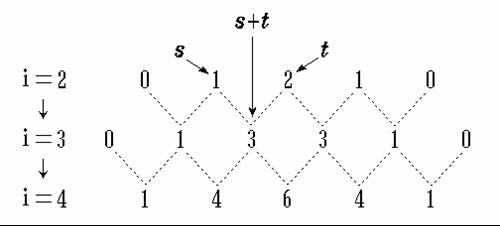 s+t
s t
i=2 0 1 2 1 0
↓
i=3 0 1 3 3 1 0
↓
i=4 1 4 6 4 1